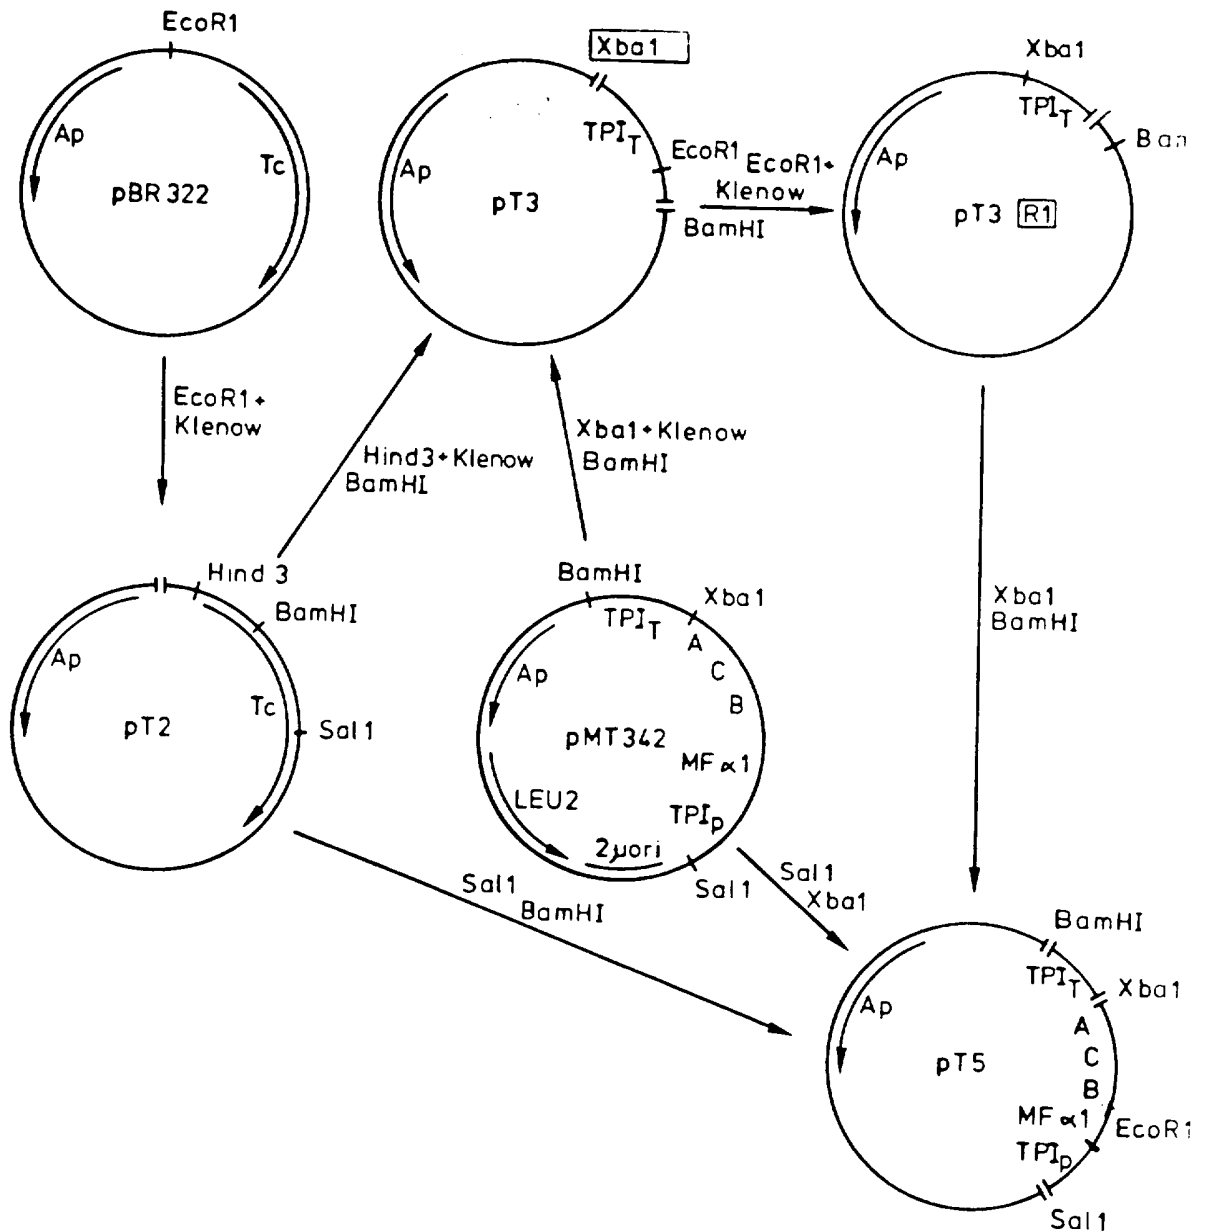 EcoR1
Ap
Tc
pBR 322
EcoR1+
Klenow
Xba1
TPI_T
EcoR1
Ap
pT3
BamHI
EcoR1+
Klenow
Xba1
TPI_T
Ap
pT3 R1
Hind3+Klenow
BamHI
Xba1+Klenow
BamHI
Xba1
BamHI
Hind 3
BamHI
Ap
Tc
pT2
Sal1
BamHI
TPI_T
Xba1
A
C
B
Ap
pMT342
MFα1
LEU2
TPI_p
2μori
Sal1
Sal1
BamHI
Sal1
Xba1
BamHI
TPI_T
Xba1
Ap
A
C
B
pT5
MFα1
EcoR1
TPI_p
Sal1